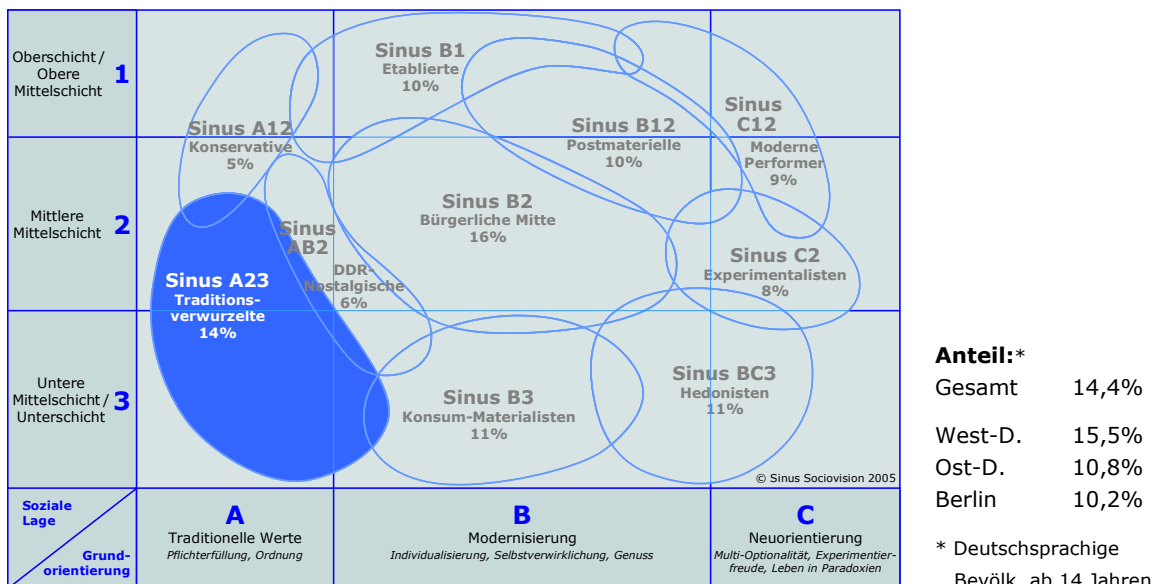 Oberschicht /
Obere
Mittelschicht
1
Mittlere
Mittelschicht
2
Untere
Mittelschicht /
Unterschicht
3
Sinus B1
Etablierte
10%
Sinus A12
Konservative
5%
Sinus B12
Postmaterielle
10%
Sinus
C12
Moderne
Performer
9%
Sinus B2
Bürgerliche Mitte
16%
Sinus
AB2
DDR-
Nostalgische
6%
Sinus A23
Traditions-
verwurzelte
14%
Sinus C2
Experimentalisten
8%
Sinus B3
Konsum-Materialisten
11%
Sinus BC3
Hedonisten
11%
© Sinus Sociovision 2005
Soziale
Lage
Grund-
orientierung
A
Traditionelle Werte
Pflichterfüllung, Ordnung
B
Modernisierung
Individualisierung, Selbstverwirklichung, Genuss
C
Neuorientierung
Multi-Optionalität, Experimentier-
freude, Leben in Paradoxien
Anteil:*
Gesamt 14,4%
West-D. 15,5%
Ost-D. 10,8%
Berlin 10,2%
* Deutschsprachige
Bevölk. ab 14 Jahren